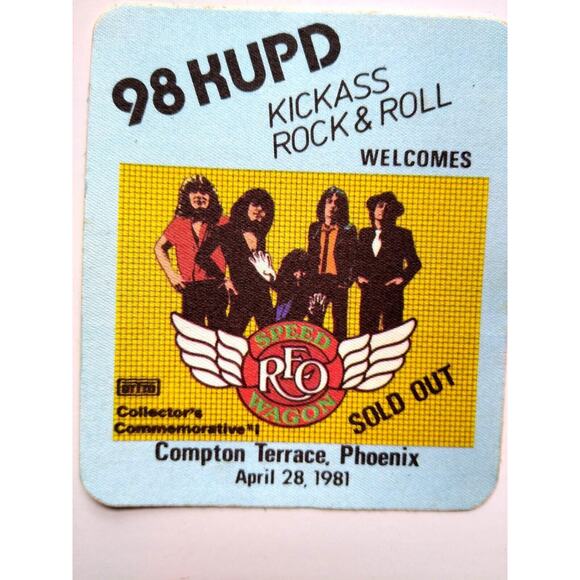 98 KUPD
KICKASS
ROCK & ROLL
WELCOMES
SPEED
REO
WAGON
SOLD OUT
OTTO
Collector's
Commemorative #1
Compton Terrace, Phoenix
April 28, 1981